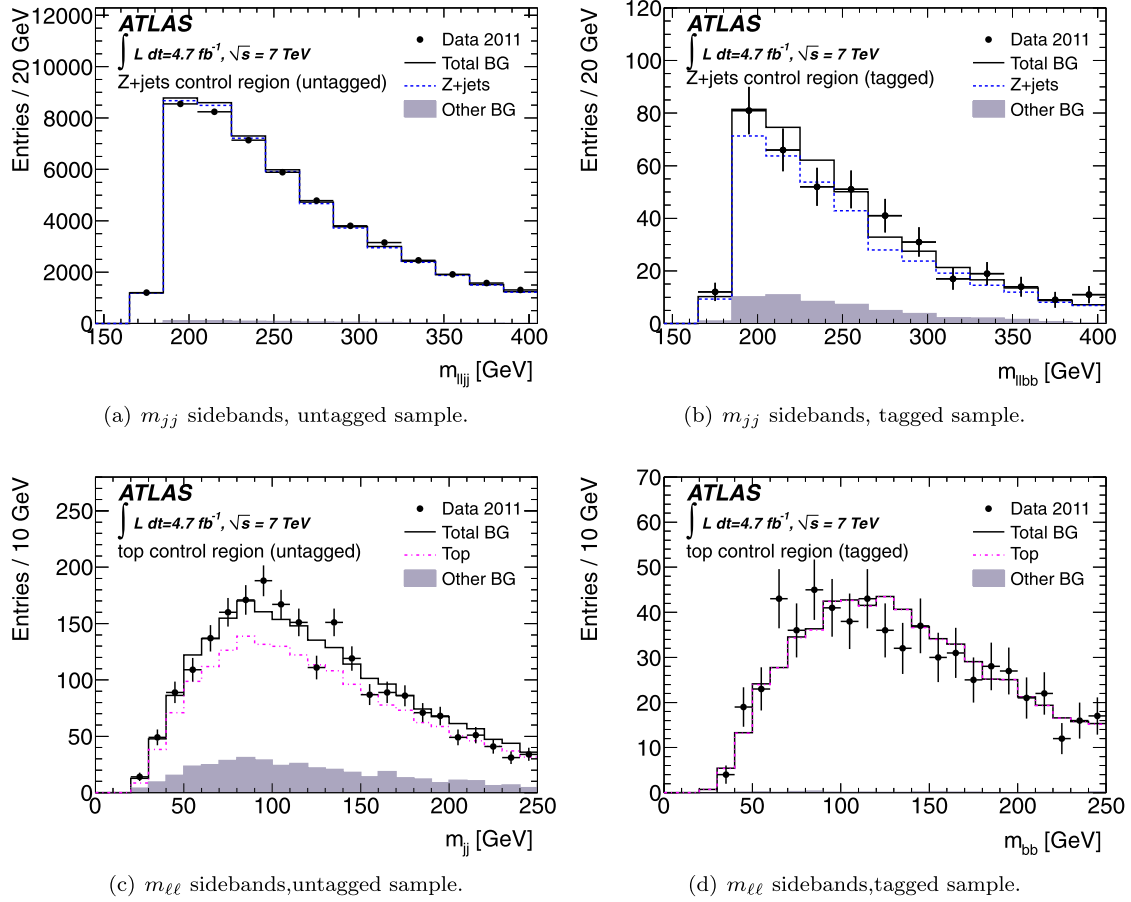 ATLAS
∫ L dt=4.7 fb⁻¹, √s = 7 TeV
Z+jets control region (untagged)
Data 2011
Total BG
Z+jets
Other BG
Entries / 20 GeV
12000
10000
8000
6000
4000
2000
0
150 200 250 300 350 400
m_lljj [GeV]
(a) m_jj sidebands, untagged sample.
ATLAS
∫ L dt=4.7 fb⁻¹, √s = 7 TeV
Z+jets control region (tagged)
Data 2011
Total BG
Z+jets
Other BG
Entries / 20 GeV
120
100
80
60
40
20
0
150 200 250 300 350 400
m_llbb [GeV]
(b) m_jj sidebands, tagged sample.
ATLAS
∫ L dt=4.7 fb⁻¹, √s = 7 TeV
top control region (untagged)
Data 2011
Total BG
Top
Other BG
Entries / 10 GeV
250
200
150
100
50
0
0 50 100 150 200 250
m_jj [GeV]
(c) m_ℓℓ sidebands,untagged sample.
ATLAS
∫ L dt=4.7 fb⁻¹, √s = 7 TeV
top control region (tagged)
Data 2011
Total BG
Top
Other BG
Entries / 10 GeV
70
60
50
40
30
20
10
0
0 50 100 150 200 250
m_bb [GeV]
(d) m_ℓℓ sidebands,tagged sample.